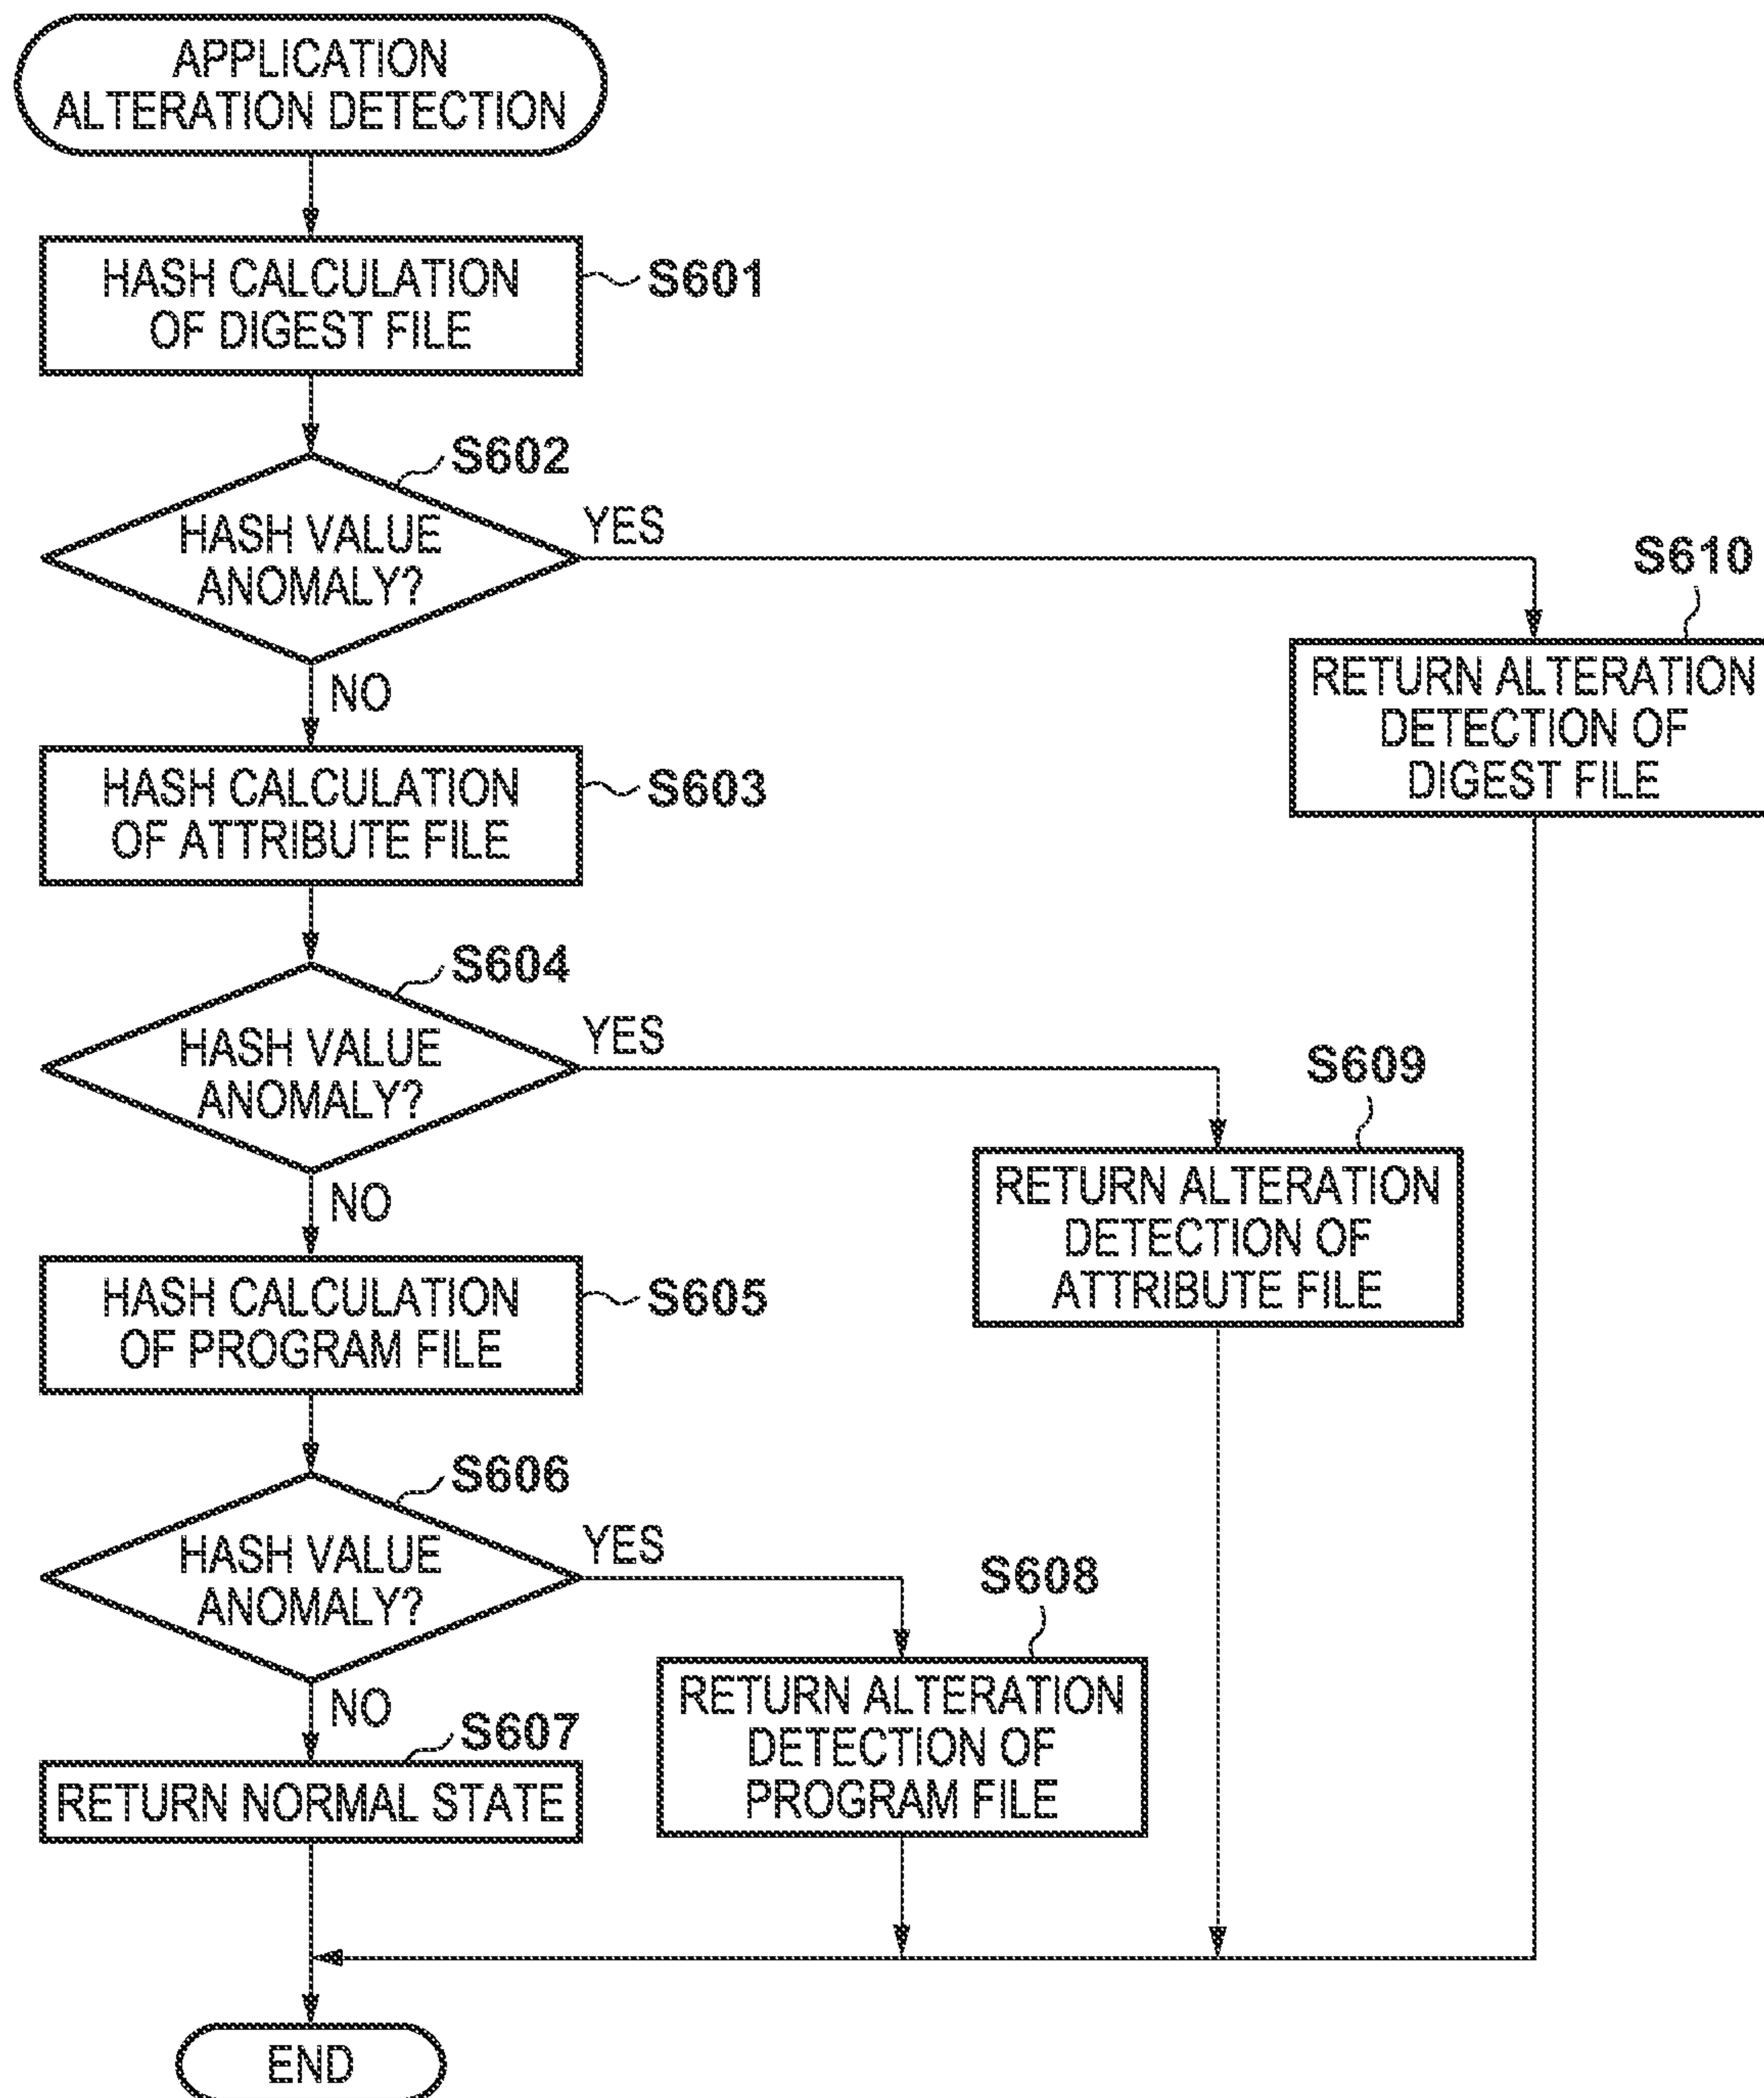 APPLICATION
ALTERATION DETECTION
HASH CALCULATION
OF DIGEST FILE
S601
S602
HASH VALUE
ANOMALY?
YES
NO
S610
RETURN ALTERATION
DETECTION OF
DIGEST FILE
HASH CALCULATION
OF ATTRIBUTE FILE
S603
S604
HASH VALUE
ANOMALY?
YES
NO
S609
RETURN ALTERATION
DETECTION OF
ATTRIBUTE FILE
HASH CALCULATION
OF PROGRAM FILE
S605
S606
HASH VALUE
ANOMALY?
YES
NO
S608
RETURN ALTERATION
DETECTION OF
PROGRAM FILE
S607
RETURN NORMAL STATE
END